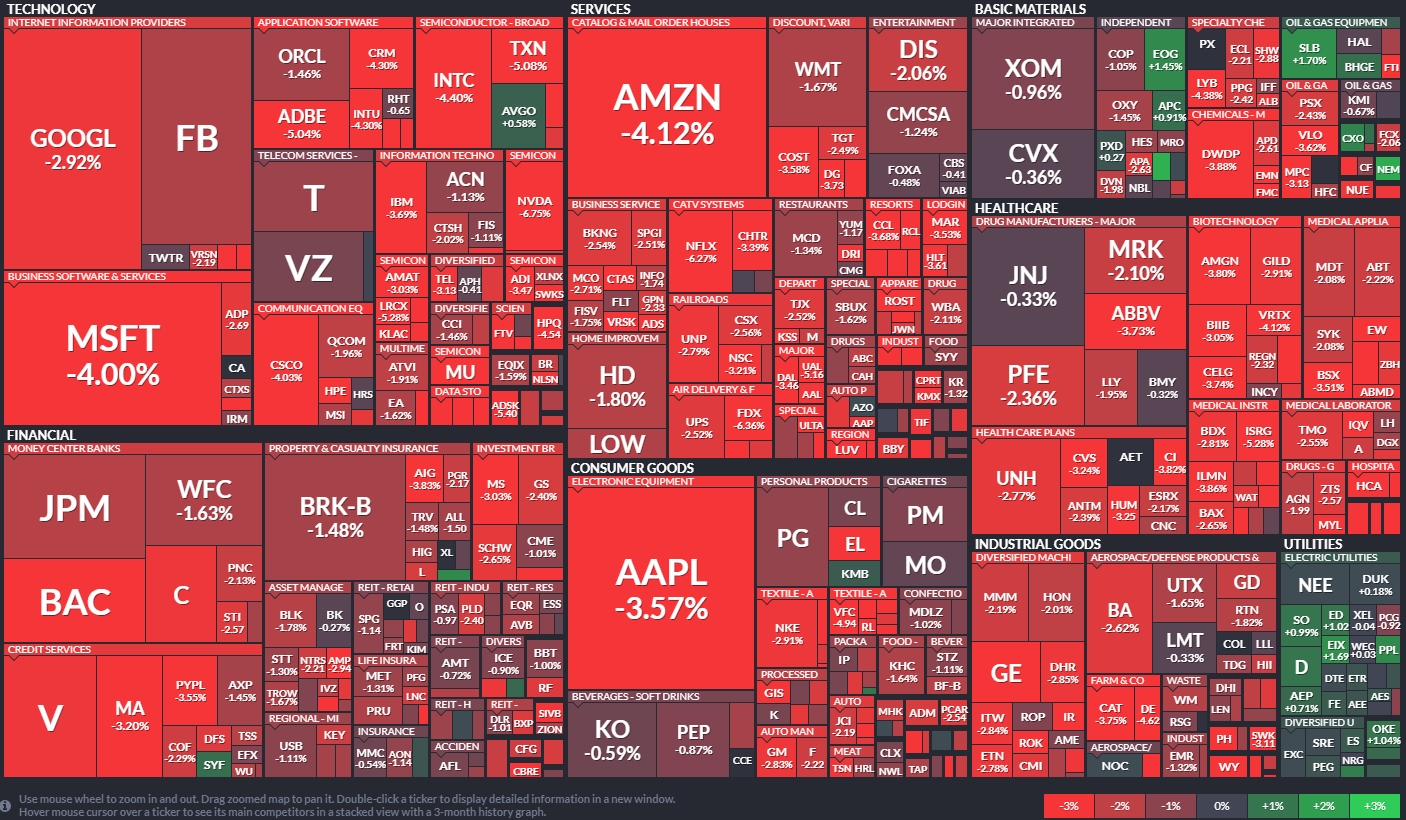 TECHNOLOGY
INTERNET INFORMATION PROVIDERS
GOOGL
-2.92%
FB
TWTR
VRSN
-2.19
APPLICATION SOFTWARE
ORCL
-1.46%
CRM
-4.30%
ADBE
-5.04%
INTU
-4.30%
RHT
-0.65
SEMICONDUCTOR - BROAD
INTC
-4.40%
TXN
-5.08%
AVGO
+0.58%
BUSINESS SOFTWARE & SERVICES
MSFT
-4.00%
ADP
-2.69
CA
CTXS
IRM
TELECOM SERVICES -
T
VZ
INFORMATION TECHNO
IBM
-3.69%
ACN
-1.13%
CTSH
-2.02%
FIS
-1.11%
SEMICON
NVDA
-6.75%
COMMUNICATION EQ
CSCO
-4.03%
QCOM
-1.96%
HPE
HRS
MSI
SEMICON
AMAT
-3.03%
LRCX
-5.28%
KLAC
DIVERSIFIED
TEL
-3.13
APH
-0.41
SEMICON
ADI
-3.47
XLNX
SWKS
DIVERSIFIE
CCI
-1.46%
SCIEN
FTV
HPQ
-4.54
MULTIME
ATVI
-1.91%
EA
-1.62%
SEMICON
MU
DATA STO
EQIX
-1.59%
BR
NLSN
ADSK
-5.40
FINANCIAL
MONEY CENTER BANKS
JPM
WFC
-1.63%
BAC
C
PNC
-2.13%
STI
-2.57
CREDIT SERVICES
V
MA
-3.20%
PYPL
-3.55%
AXP
-1.45%
COF
-2.29%
DFS
SYF
TSS
EFX
WU
PROPERTY & CASUALTY INSURANCE
BRK-B
-1.48%
AIG
-3.83%
PGR
-2.17
TRV
-1.48%
ALL
-1.50
HIG
XL
L
INVESTMENT BR
MS
-3.03%
GS
-2.40%
SCHW
-2.65%
CME
-1.01%
ASSET MANAGE
BLK
-1.78%
BK
-0.27%
STT
-1.30%
NTRS
-2.21
AMP
-2.94
TROW
-1.67%
IVZ
REIT - RETAI
SPG
-1.14
GGP
O
FRT
KIM
REIT - INDU
PSA
-0.97
PLD
-2.40
REIT - RES
EQR
ESS
AVB
LIFE INSURA
MET
-1.31%
PFG
LNC
PRU
REIT -
AMT
-0.72%
DIVERS
ICE
-0.90%
BBT
-1.00%
RF
REGIONAL - MI
USB
-1.11%
KEY
INSURANCE
MMC
-0.54%
AON
-1.14
REIT - H
REIT -
DLR
-1.01
BXP
SIVB
ZION
ACCIDEN
AFL
CFG
CBRE
SERVICES
CATALOG & MAIL ORDER HOUSES
AMZN
-4.12%
DISCOUNT, VARI
WMT
-1.67%
COST
-3.58%
TGT
-2.49%
DG
-3.73
ENTERTAINMENT
DIS
-2.06%
CMCSA
-1.24%
FOXA
-0.48%
CBS
-0.41
VIAB
BUSINESS SERVICE
BKNG
-2.54%
SPGI
-2.51%
MCO
-2.71%
CTAS
INFO
-1.74
FLT
GPN
-2.33
FISV
-1.75%
VRSK
ADS
CATV SYSTEMS
NFLX
-6.27%
CHTR
-3.39%
RESTAURANTS
MCD
-1.34%
YUM
-1.17
DRI
CMG
RESORTS
CCL
-3.68%
RCL
LODGIN
MAR
-3.53%
HLT
-3.61
RAILROADS
UNP
-2.79%
CSX
-2.56%
NSC
-3.21%
DEPART
TJX
-2.52%
KSS
M
SPECIAL
SBUX
-1.62%
APPARE
ROST
JWN
DRUG
WBA
-2.11%
HOME IMPROVEM
HD
-1.80%
LOW
MAJOR
DAL
-3.46
UAL
-5.16
AAL
DRUGS
ABC
CAH
INDUST
FOOD
SYY
CPRT
KMX
KR
-1.32
AIR DELIVERY & F
UPS
-2.52%
FDX
-6.36%
SPECIAL
ULTA
AUTO P
AZO
AAP
TIF
REGION
LUV
BBY
CONSUMER GOODS
ELECTRONIC EQUIPMENT
AAPL
-3.57%
PERSONAL PRODUCTS
PG
CL
EL
KMB
CIGARETTES
PM
MO
TEXTILE - A
NKE
-2.91%
TEXTILE - A
VFC
-4.94
RL
CONFECTIO
MDLZ
-1.02%
PACKA
IP
FOOD -
KHC
-1.64%
BEVER
STZ
-1.11%
BF-B
PROCESSED
GIS
K
BEVERAGES - SOFT DRINKS
KO
-0.59%
PEP
-0.87%
CCE
AUTO
JCI
-2.19
MHK
ADM
PCAR
-2.54
AUTO MAN
GM
-2.83%
F
-2.22
MEAT
TSN
HRL
CLX
NWL
TAP
BASIC MATERIALS
MAJOR INTEGRATED
XOM
-0.96%
CVX
-0.36%
INDEPENDENT
COP
-1.05%
EOG
+1.45%
OXY
-1.45%
APC
+0.91%
PXD
+0.27
HES
MRO
APA
-2.63
DVN
-1.98
NBL
SPECIALTY CHE
PX
ECL
-2.21
SHW
-2.88
LYB
-4.38%
PPG
-2.42
IFF
ALB
CHEMICALS - M
DWDP
-3.88%
APD
-2.61
EMN
FMC
OIL & GAS EQUIPMEN
SLB
+1.70%
HAL
BHGE
FTI
OIL & GA
PSX
-2.43%
VLO
-3.62%
MPC
-3.13
HFC
OIL & GAS
KMI
-0.67%
CXO
FCX
-2.06
CF
NEM
NUE
HEALTHCARE
DRUG MANUFACTURERS - MAJOR
JNJ
-0.33%
MRK
-2.10%
ABBV
-3.73%
PFE
-2.36%
LLY
-1.95%
BMY
-0.32%
BIOTECHNOLOGY
AMGN
-3.80%
GILD
-2.91%
BIIB
-3.05%
VRTX
-4.12%
REGN
-2.32
CELG
-3.74%
INCY
MEDICAL APPLIA
MDT
-2.08%
ABT
-2.22%
SYK
-2.08%
EW
ZBH
BSX
-3.51%
ABMD
HEALTH CARE PLANS
UNH
-2.77%
CVS
-3.24%
AET
CI
-3.82%
ANTM
-2.39%
HUM
-3.25
ESRX
-2.17%
CNC
MEDICAL INSTR
BDX
-2.81%
ISRG
-5.28%
ILMN
-3.86%
WAT
BAX
-2.65%
MEDICAL LABORATOR
TMO
-2.55%
IQV
LH
A
DGX
DRUGS - G
AGN
-1.99
ZTS
-2.57
MYL
HOSPITA
HCA
INDUSTRIAL GOODS
DIVERSIFIED MACHI
MMM
-2.19%
HON
-2.01%
GE
DHR
-2.85%
ITW
-2.84%
ROP
IR
ETN
-2.78%
ROK
AME
CMI
AEROSPACE/DEFENSE PRODUCTS &
BA
-2.62%
UTX
-1.65%
GD
RTN
-1.82%
LMT
-0.33%
COL
LLL
TDG
HII
FARM & CO
CAT
-3.75%
DE
-4.62
WASTE
WM
RSG
DHI
LEN
AEROSPACE/
NOC
INDUST
EMR
-1.32%
PH
SWK
-3.11
WY
UTILITIES
ELECTRIC UTILITIES
NEE
DUK
+0.18%
SO
+0.99%
ED
+1.02
XEL
-0.04
PCG
-0.92
D
EIX
+1.69
WEC
+0.03
PPL
DTE
ETR
AEP
+0.71%
FE
AEE
AES
DIVERSIFIED U
EXC
SRE
ES
PEG
NRG
OKE
+1.04%
Use mouse wheel to zoom in and out. Drag zoomed map to pan it. Double-click a ticker to display detailed information in a new window.
Hover mouse cursor over a ticker to see its main competitors in a stacked view with a 3-month history graph.
-3%
-2%
-1%
0%
+1%
+2%
+3%